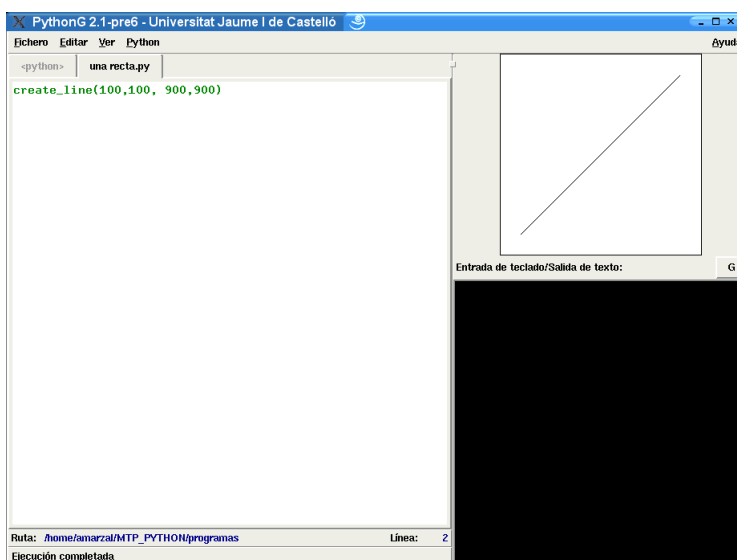 PythonG 2.1-pre6 - Universitat Jaume I de Castelló
Fichero Editar Ver Python Ayuda
<python> una recta.py
create_line(100,100, 900,900)
Entrada de teclado/Salida de texto: G
Ruta: /home/amarzal/MTP_PYTHON/programas Línea: 2
Ejecución completada